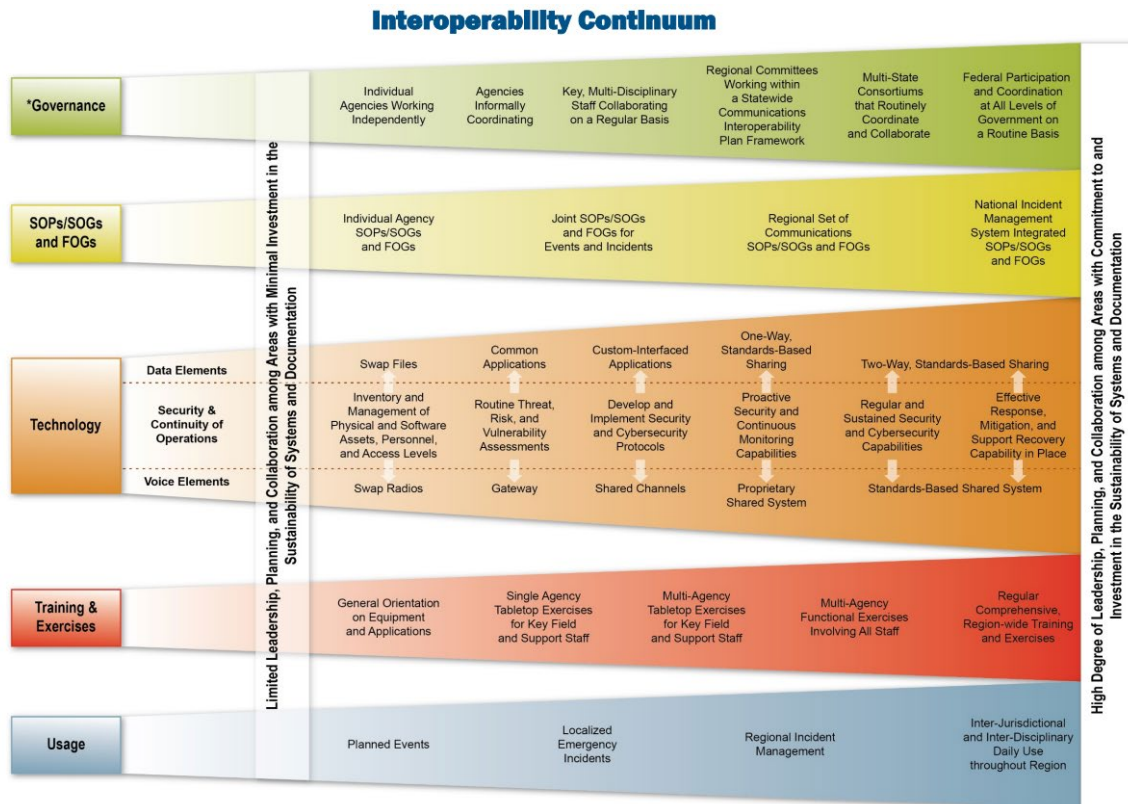 Interoperability Continuum
*Governance
Individual
Agencies Working
Independently
Agencies
Informally
Coordinating
Key, Multi-Disciplinary
Staff Collaborating
on a Regular Basis
Regional Committees
Working within
a Statewide
Communications
Interoperability
Plan Framework
Multi-State
Consortiums
that Routinely
Coordinate
and Collaborate
Federal Participation
and Coordination
at All Levels of
Government on
a Routine Basis
SOPs/SOGs
and FOGs
Individual Agency
SOPs/SOGs
and FOGs
Joint SOPs/SOGs
and FOGs for
Events and Incidents
Regional Set of
Communications
SOPs/SOGs and FOGs
National Incident
Management
System Integrated
SOPs/SOGs
and FOGs
Technology
Data Elements
Swap Files
Common
Applications
Custom-Interfaced
Applications
One-Way,
Standards-Based
Sharing
Two-Way, Standards-Based Sharing
Security &
Continuity of
Operations
Inventory and
Management of
Physical and Software
Assets, Personnel,
and Access Levels
Routine Threat,
Risk, and
Vulnerability
Assessments
Develop and
Implement Security
and Cybersecurity
Protocols
Proactive
Security and
Continuous
Monitoring
Capabilities
Regular and
Sustained Security
and Cybersecurity
Capabilities
Effective
Response,
Mitigation, and
Support Recovery
Capability in Place
Voice Elements
Swap Radios
Gateway
Shared Channels
Proprietary
Shared System
Standards-Based Shared System
Training &
Exercises
General Orientation
on Equipment
and Applications
Single Agency
Tabletop Exercises
for Key Field
and Support Staff
Multi-Agency
Tabletop Exercises
for Key Field
and Support Staff
Multi-Agency
Functional Exercises
Involving All Staff
Regular
Comprehensive,
Region-wide Training
and Exercises
Usage
Planned Events
Localized
Emergency
Incidents
Regional Incident
Management
Inter-Jurisdictional
and Inter-Disciplinary
Daily Use
throughout Region
Limited Leadership, Planning, and Collaboration among Areas with Minimal Investment in the
Sustainability of Systems and Documentation
High Degree of Leadership, Planning, and Collaboration among Areas with Commitment to and
Investment in the Sustainability of Systems and Documentation